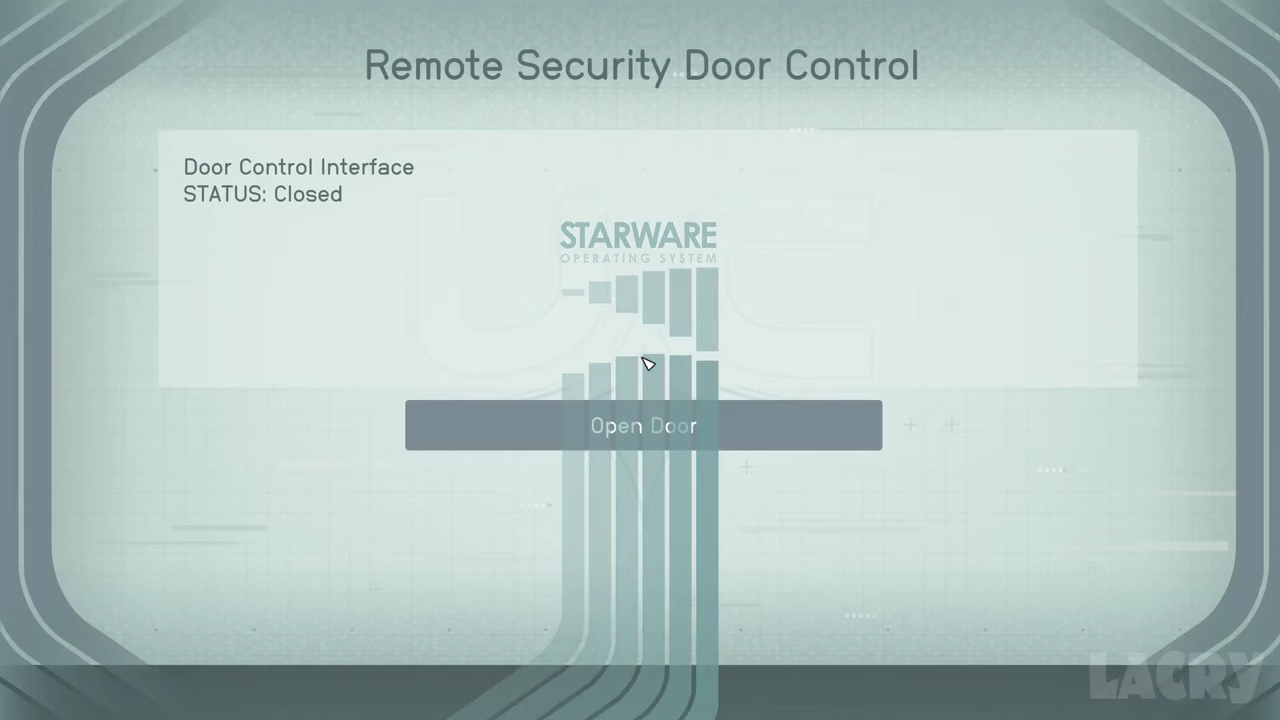 Remote Security Door Control
Door Control Interface
STATUS: Closed
STARWARE
OPERATING SYSTEM
Open Door
LACRY